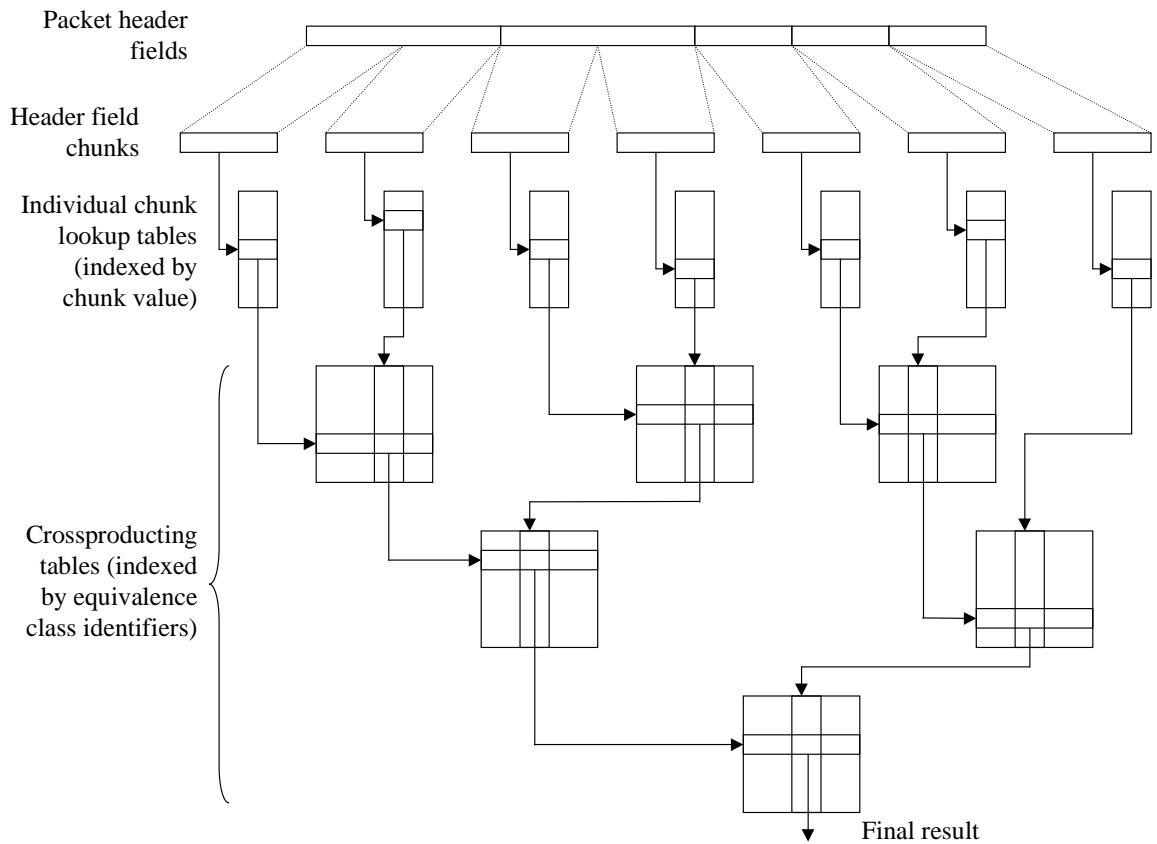 Packet header
fields
Header field
chunks
Individual chunk
lookup tables
(indexed by
chunk value)
Crossproducting
tables (indexed
by equivalence
class identifiers)
Final result